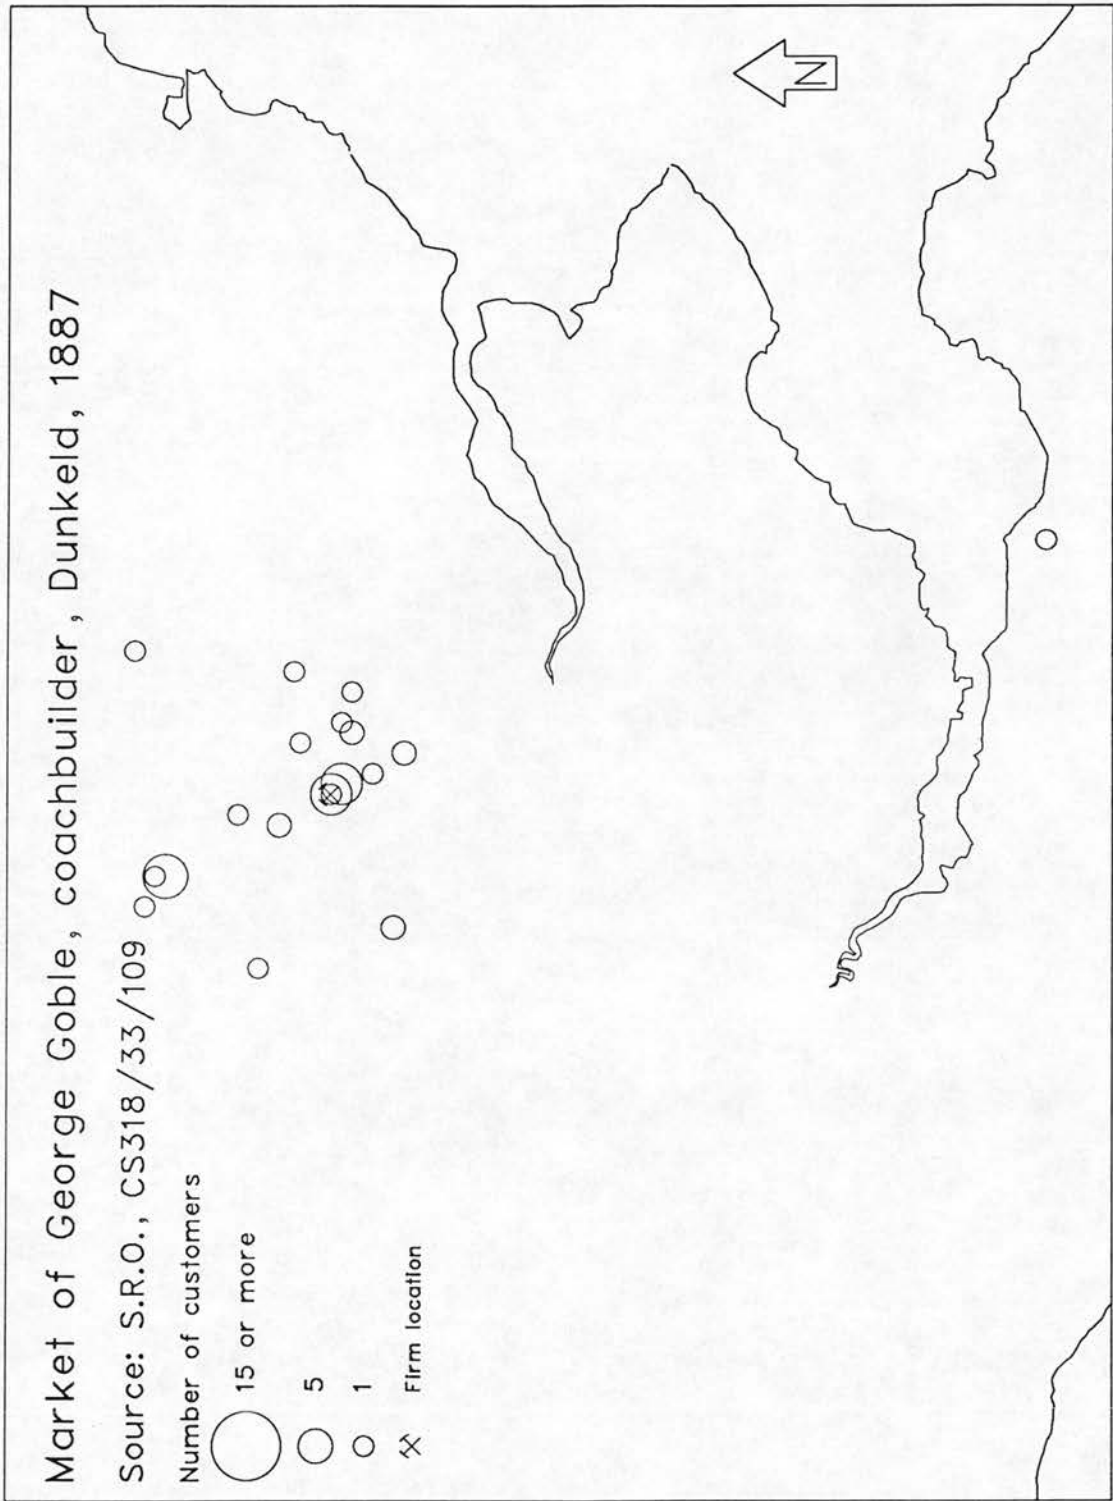 Market of George Goble, coachbuilder, Dunkeld, 1887
Source: S.R.O., CS318/33/109
Number of customers
15 or more
5
1
Firm location
N